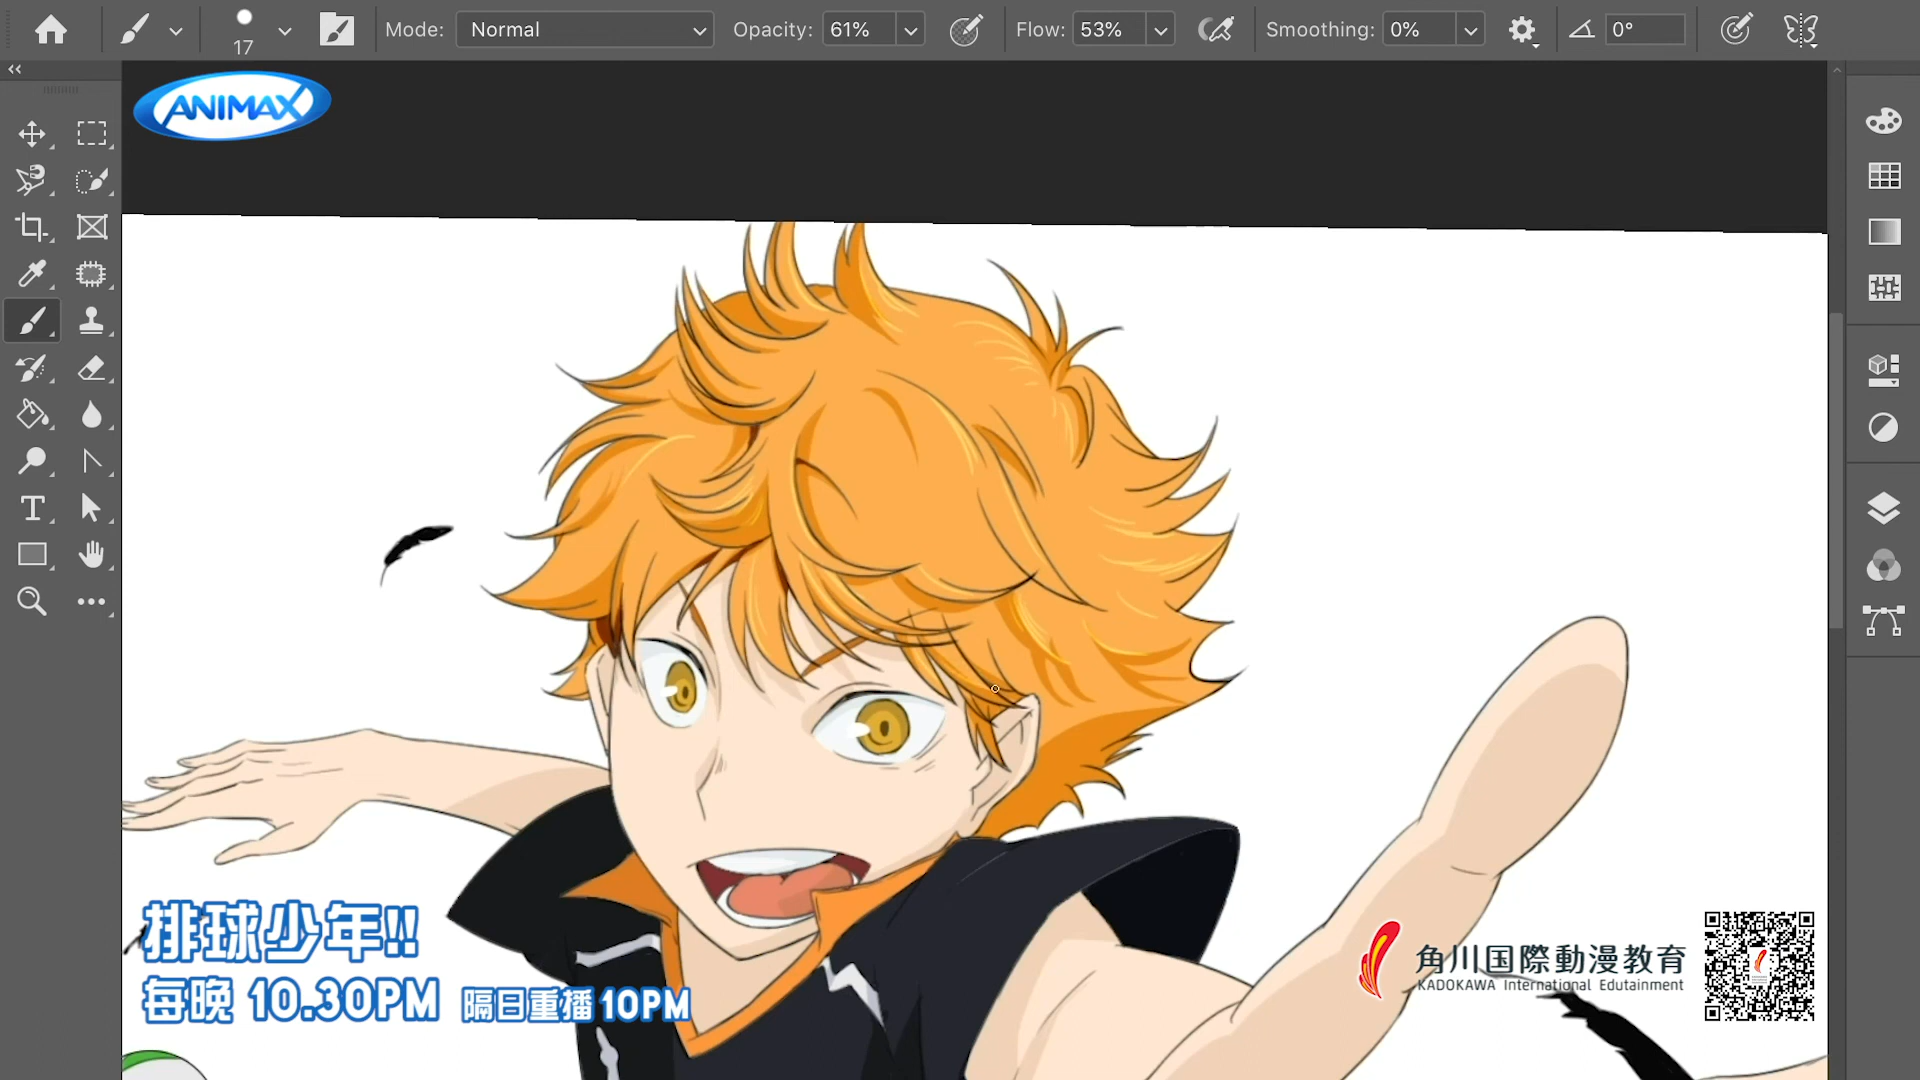 17
Mode: Normal
Opacity: 61%
Flow: 53%
Smoothing: 0%
0°
ANIMAX
排球少年!!
每晚 10.30PM 隔日重播 10PM
角川国際動漫教育
KADOKAWA International Edutainment